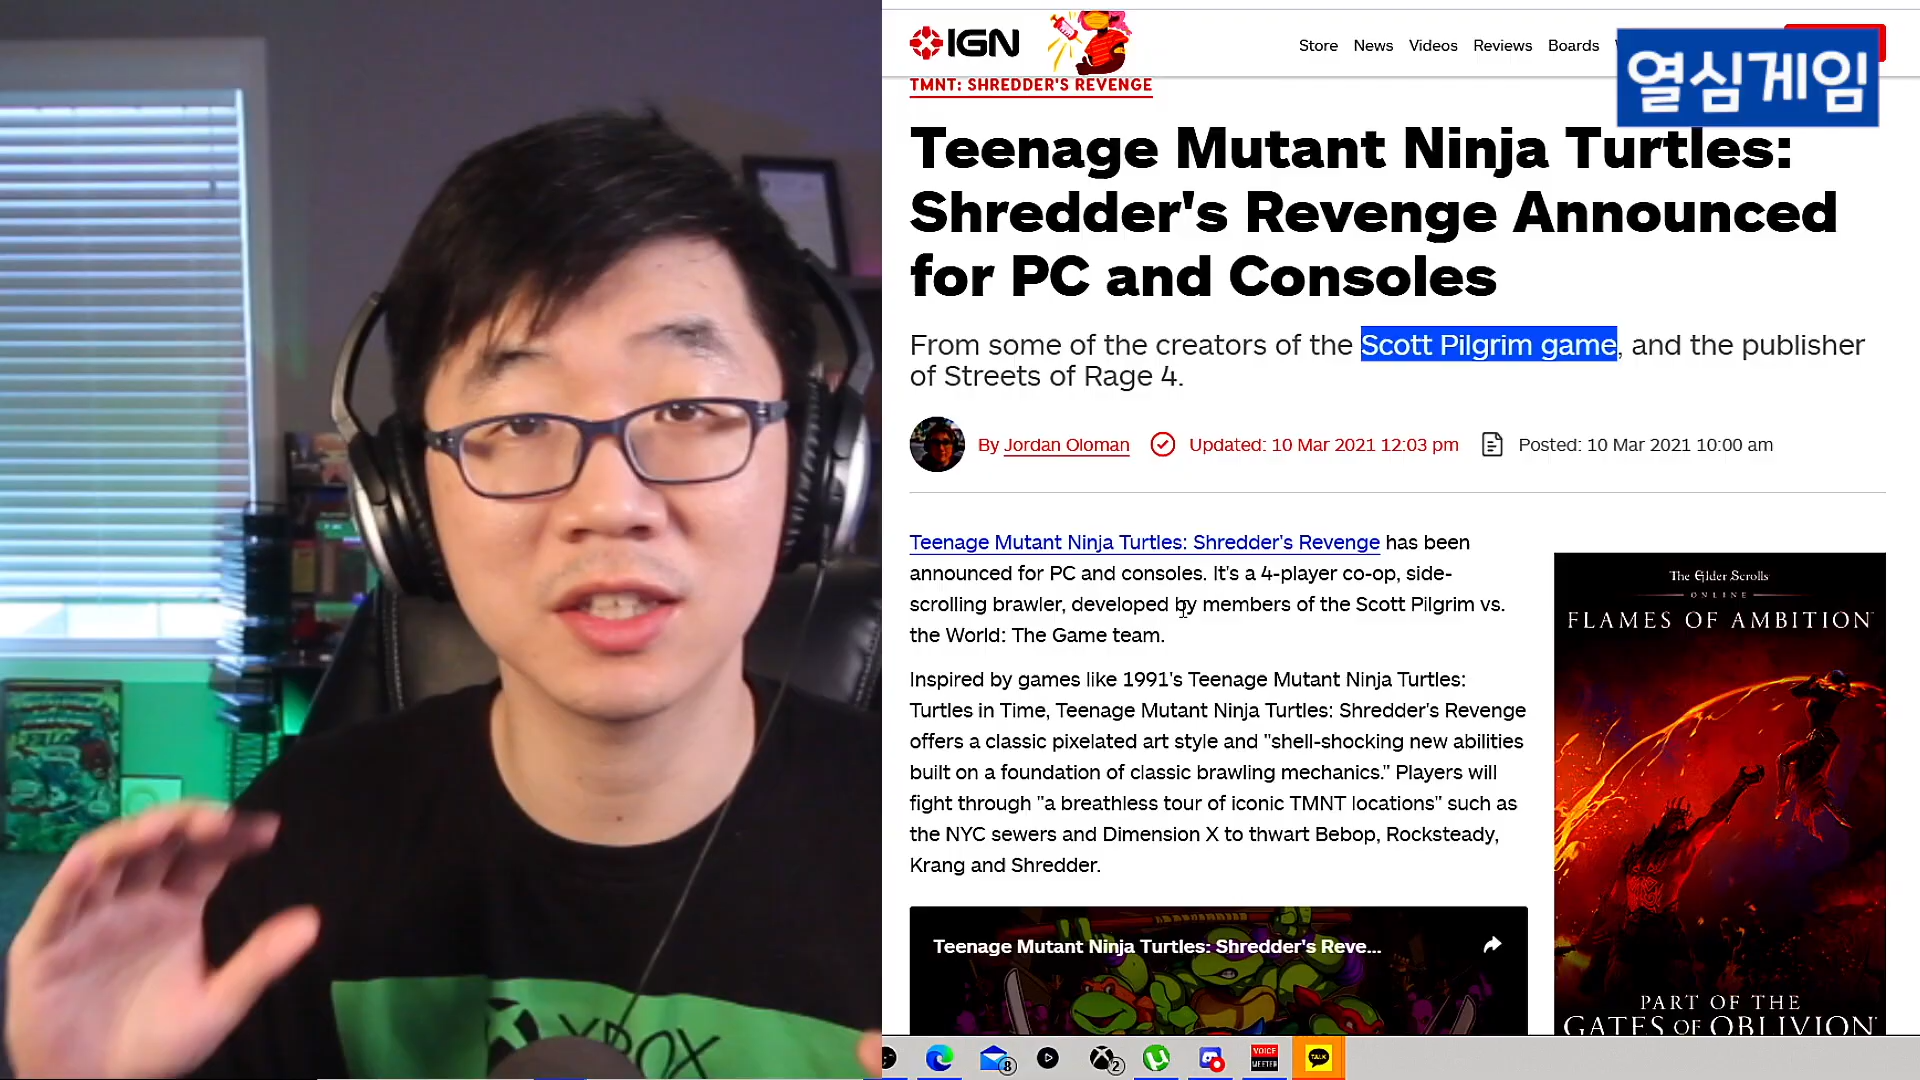 IGN
Store News Videos Reviews Boards
열심게임
TMNT: SHREDDER'S REVENGE
Teenage Mutant Ninja Turtles:
Shredder's Revenge Announced
for PC and Consoles
From some of the creators of the Scott Pilgrim game, and the publisher
of Streets of Rage 4.
By Jordan Oloman Updated: 10 Mar 2021 12:03 pm Posted: 10 Mar 2021 10:00 am
Teenage Mutant Ninja Turtles: Shredder's Revenge has been
announced for PC and consoles. It's a 4-player co-op, side-
scrolling brawler, developed by members of the Scott Pilgrim vs.
the World: The Game team.
Inspired by games like 1991's Teenage Mutant Ninja Turtles:
Turtles in Time, Teenage Mutant Ninja Turtles: Shredder's Revenge
offers a classic pixelated art style and "shell-shocking new abilities
built on a foundation of classic brawling mechanics." Players will
fight through "a breathless tour of iconic TMNT locations" such as
the NYC sewers and Dimension X to thwart Bebop, Rocksteady,
Krang and Shredder.
Teenage Mutant Ninja Turtles: Shredder's Reve...
The Elder Scrolls
ONLINE
FLAMES OF AMBITION
PART OF THE
GATES OF OBLIVION
XBOX
8
2
VOICE
MEETER
TALK